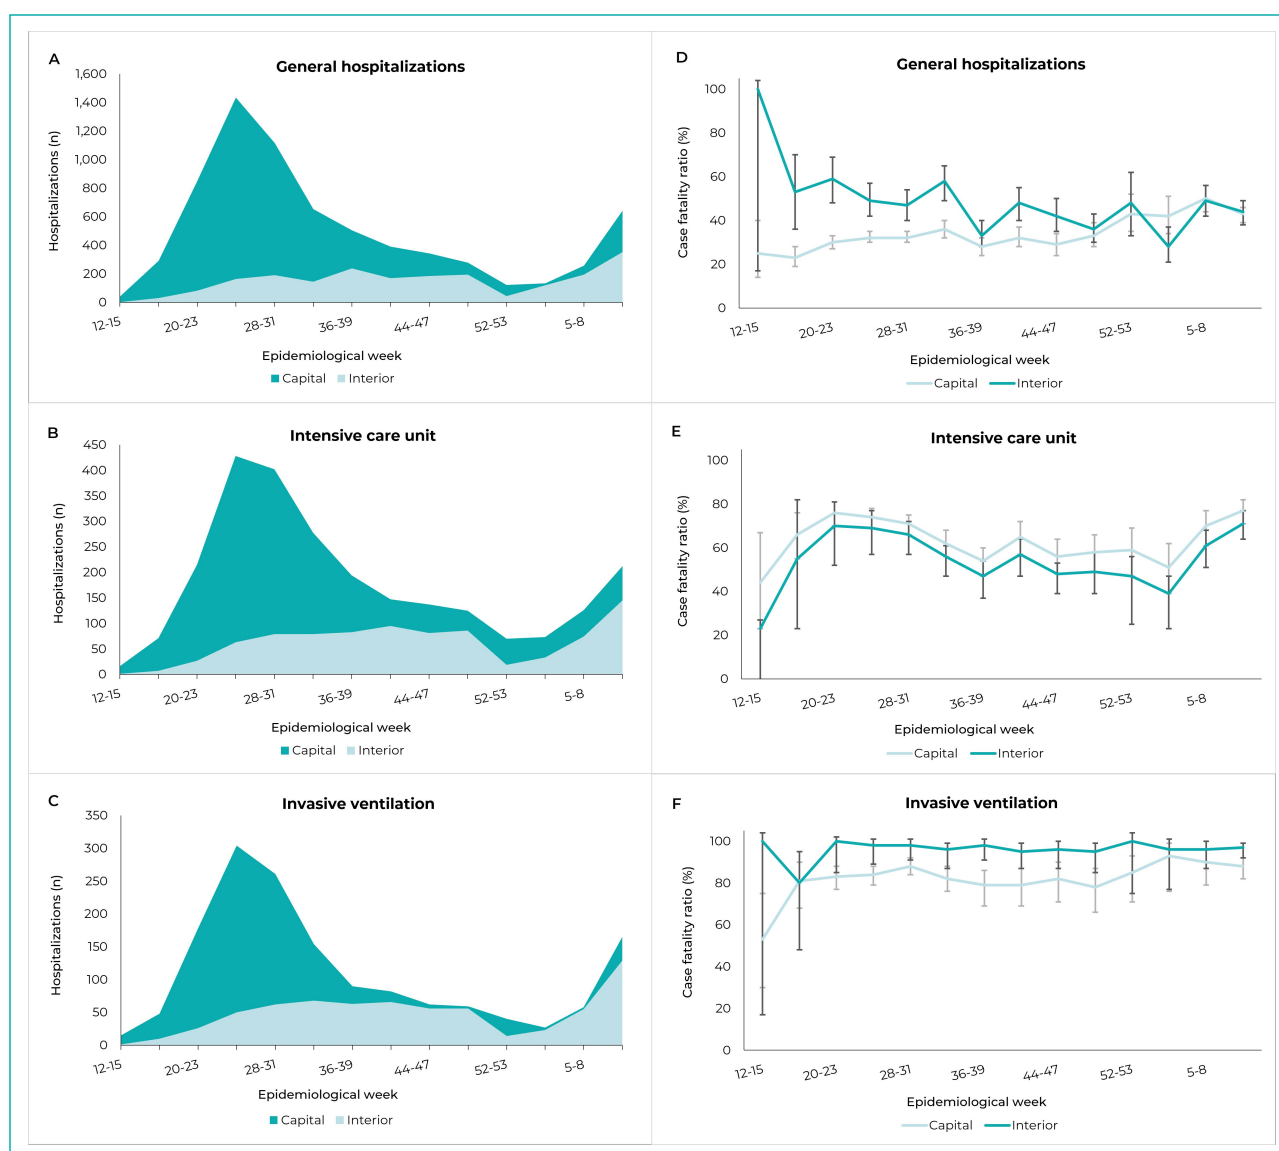 A
General hospitalizations
Hospitalizations (n)
1,600
1,400
1,200
1,000
800
600
400
200
0
12-15
20-23
28-31
36-39
44-47
52-53
5-8
Epidemiological week
Capital
Interior
D
General hospitalizations
Case fatality ratio (%)
100
80
60
40
20
0
12-15
20-23
28-31
36-39
44-47
52-53
5-8
Epidemiological week
Capital
Interior
B
Intensive care unit
Hospitalizations (n)
450
400
350
300
250
200
150
100
50
0
12-15
20-23
28-31
36-39
44-47
52-53
5-8
Epidemiological week
Capital
Interior
E
Intensive care unit
Case fatality ratio (%)
100
80
60
40
20
0
12-15
20-23
28-31
36-39
44-47
52-53
5-8
Epidemiological week
Capital
Interior
C
Invasive ventilation
Hospitalizations (n)
350
300
250
200
150
100
50
0
12-15
20-23
28-31
36-39
44-47
52-53
5-8
Epidemiological week
Capital
Interior
F
Invasive ventilation
Case fatality ratio (%)
100
80
60
40
20
0
12-15
20-23
28-31
36-39
44-47
52-53
5-8
Epidemiological week
Capital
Interior